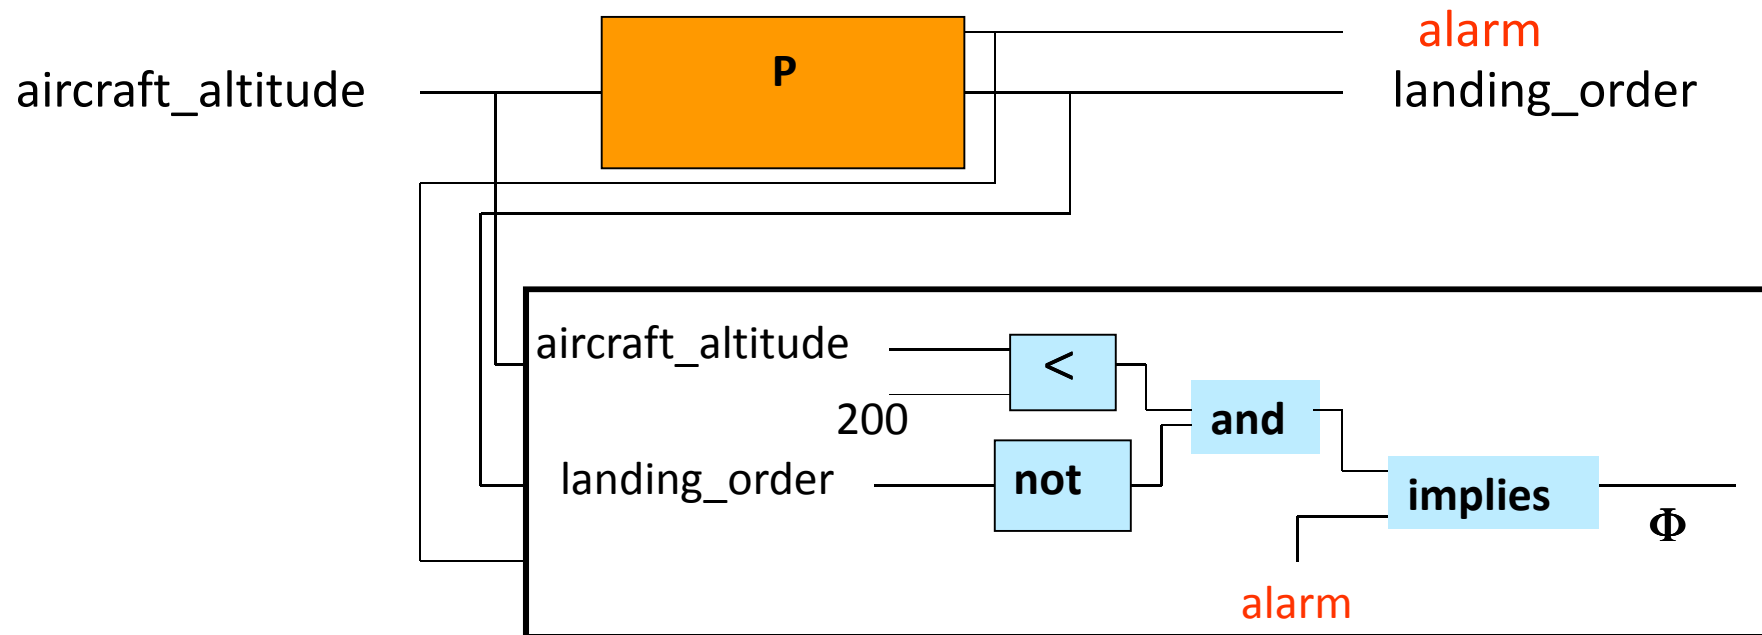 alarm
P
aircraft_altitude
landing_order
aircraft_altitude
<
200
and
landing_order
not
implies
Φ
alarm